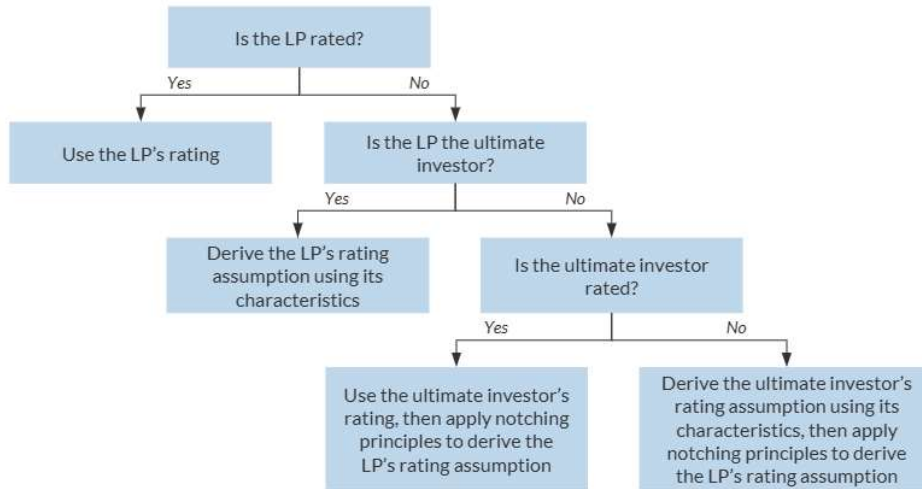 Is the LP rated?
Yes
No
Use the LP's rating
Is the LP the ultimate
investor?
Yes
No
Derive the LP's rating
assumption using its
characteristics
Is the ultimate investor
rated?
Yes
No
Use the ultimate investor's
rating, then apply notching
principles to derive the
LP's rating assumption
Derive the ultimate investor's
rating assumption using its
characteristics, then apply
notching principles to derive
the LP's rating assumption